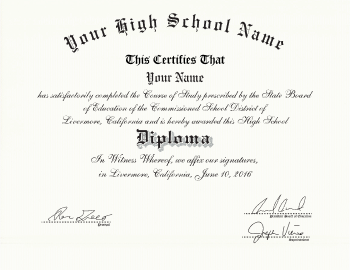 Your High School Name
This Certifies That
Your Name
has satisfactorily completed the Course of Study prescribed by the State Board
of Education of the Commissioned School District of
Livermore, California and is hereby awarded this High School
Diploma
In Witness Whereof, we affix our signatures,
in Livermore, California, June 10, 2016
Principal
President Board of Education
Superintendent